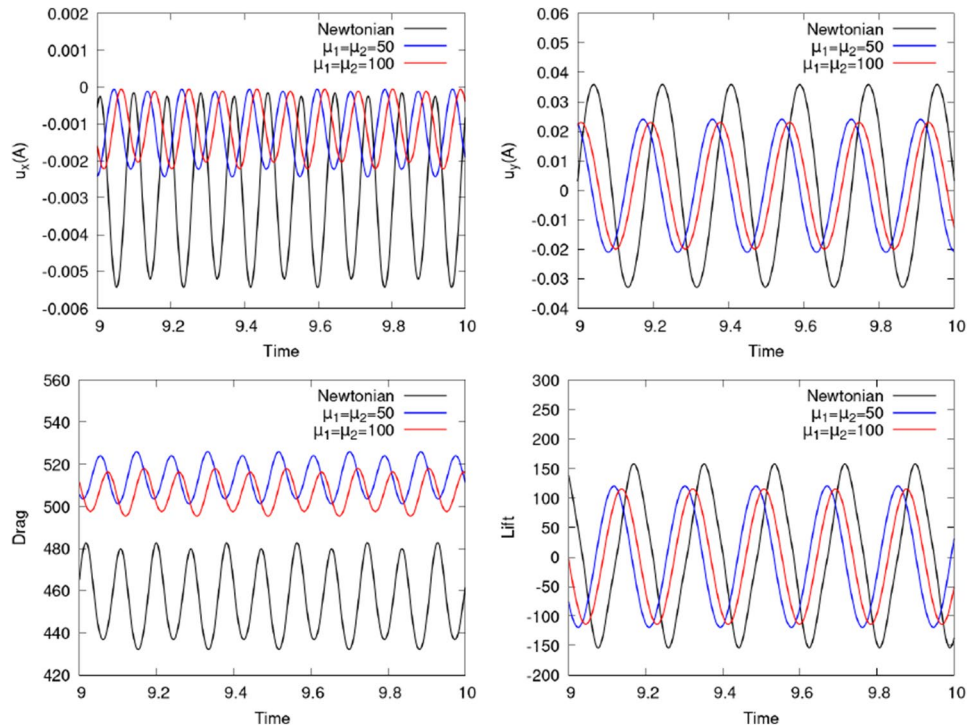 0.002
0.001
0
-0.001
-0.002
-0.003
-0.004
-0.005
-0.006
uₓ(A)
Newtonian
μ₁=μ₂=50
μ₁=μ₂=100
9 9.2 9.4 9.6 9.8 10
Time
0.06
0.05
0.04
0.03
0.02
0.01
0
-0.01
-0.02
-0.03
-0.04
u_y(A)
Newtonian
μ₁=μ₂=50
μ₁=μ₂=100
9 9.2 9.4 9.6 9.8 10
Time
560
540
520
500
480
460
440
420
Drag
Newtonian
μ₁=μ₂=50
μ₁=μ₂=100
9 9.2 9.4 9.6 9.8 10
Time
300
250
200
150
100
50
0
-50
-100
-150
-200
Lift
Newtonian
μ₁=μ₂=50
μ₁=μ₂=100
9 9.2 9.4 9.6 9.8 10
Time